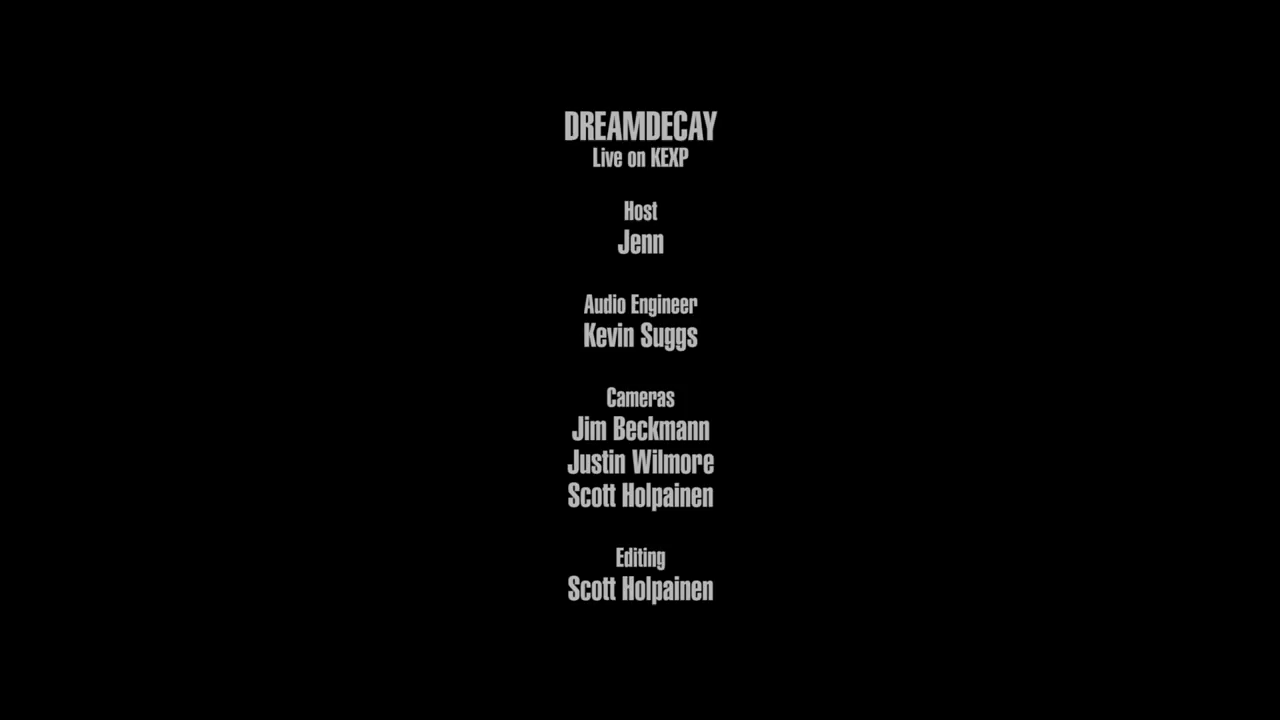 DREAMDECAY
Live on KEXP
Host
Jenn
Audio Engineer
Kevin Suggs
Cameras
Jim Beckmann
Justin Wilmore
Scott Holpainen
Editing
Scott Holpainen